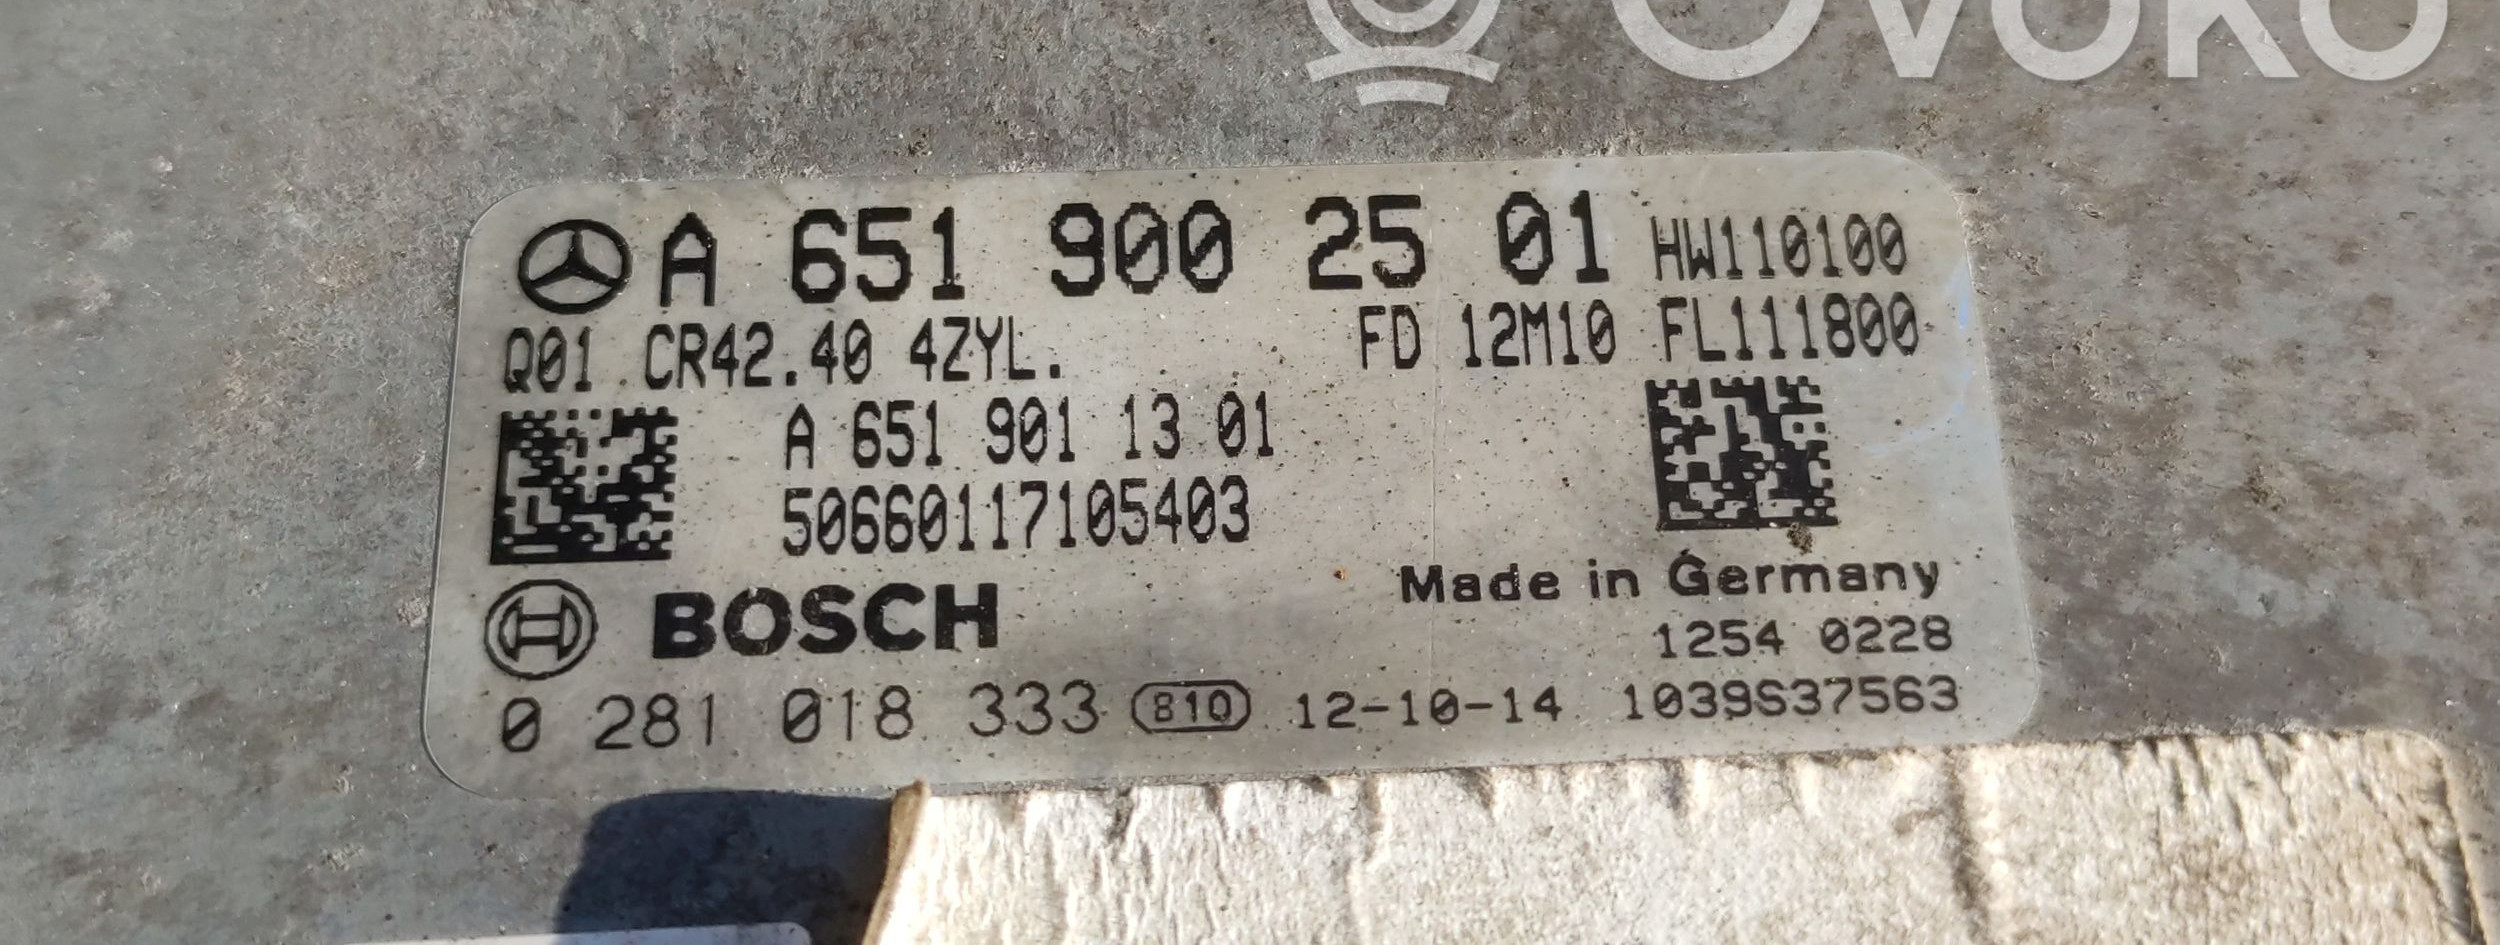 OVOKO
A 651 900 25 01 HW110100
Q01 CR42.40 4ZYL. FD 12M10 FL111800
A 651 901 13 01
50660117105403
Made in Germany
BOSCH
1254 0228
0 281 018 333 B10 12-10-14 1039S37563